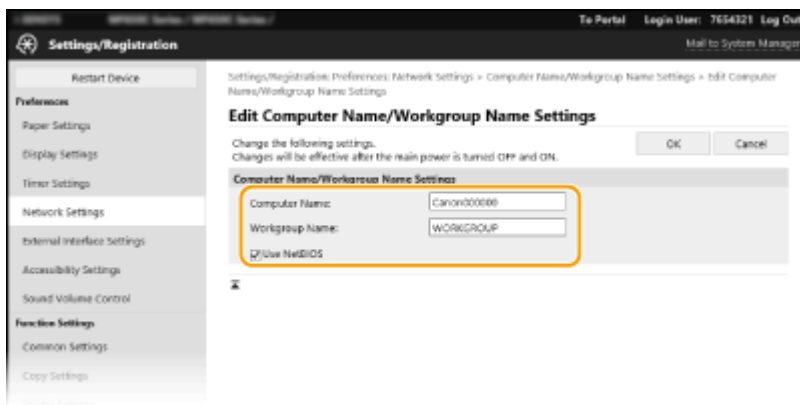 To Portal Login User: 7654321 Log Out
Settings/Registration
Mail to System Manager
Restart Device
Preferences
Paper Settings
Display Settings
Timer Settings
Network Settings
External Interface Settings
Accessibility Settings
Sound Volume Control
Function Settings
Common Settings
Copy Settings
Settings/Registration: Preferences: Network Settings > Computer Name/Workgroup Name Settings > Edit Computer
Name/Workgroup Name Settings
Edit Computer Name/Workgroup Name Settings
Change the following settings.
Changes will be effective after the main power is turned OFF and ON.
OK Cancel
Computer Name/Workgroup Name Settings
Computer Name: Canon000000
Workgroup Name: WORKGROUP
Use NetBIOS